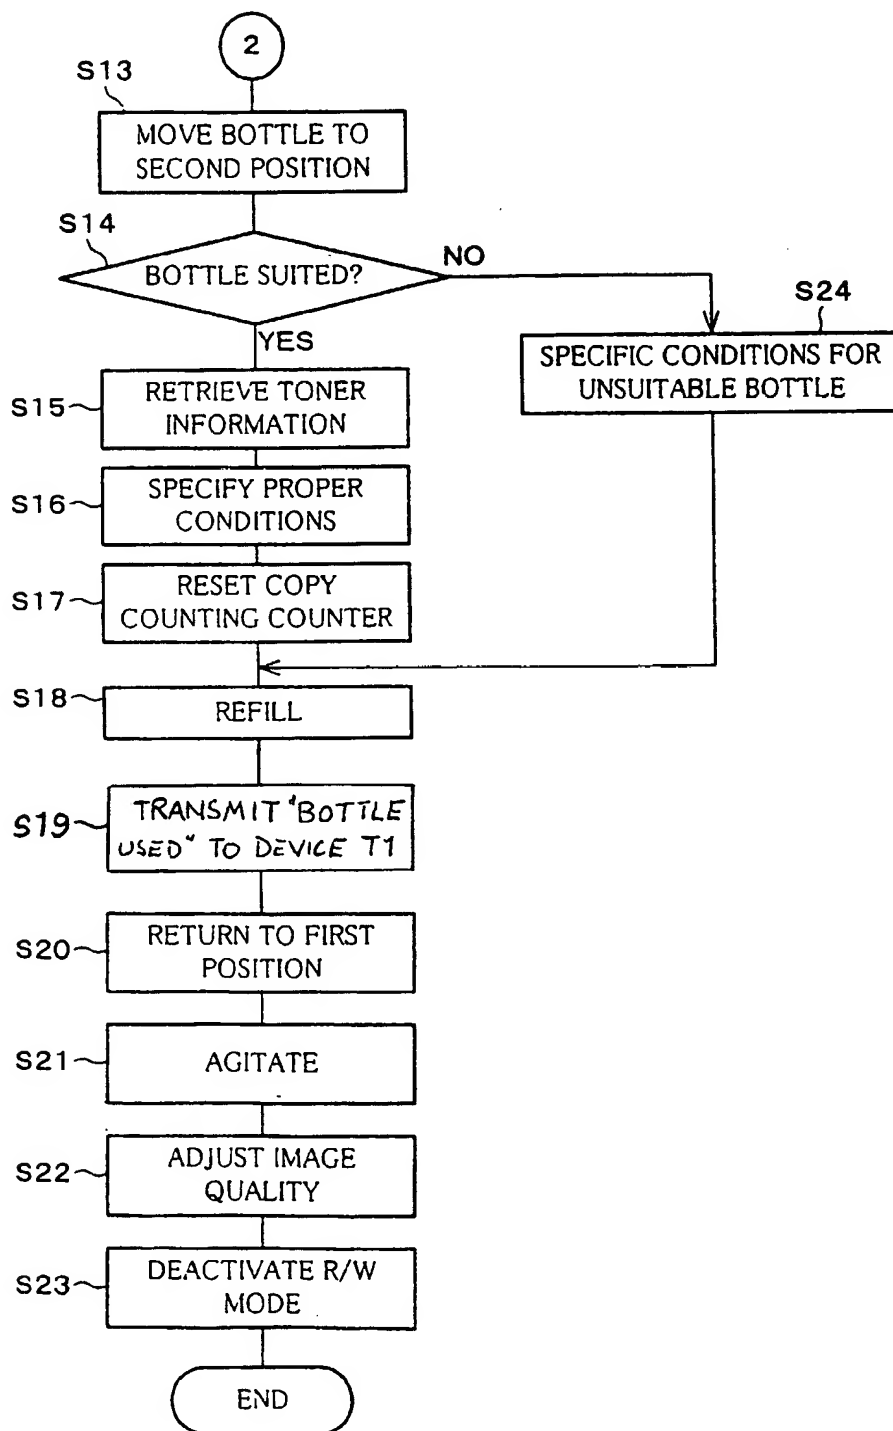 2
S13
MOVE BOTTLE TO
SECOND POSITION
S14
BOTTLE SUITED?
NO
YES
S24
SPECIFIC CONDITIONS FOR
UNSUITABLE BOTTLE
S15
RETRIEVE TONER
INFORMATION
S16
SPECIFY PROPER
CONDITIONS
S17
RESET COPY
COUNTING COUNTER
S18
REFILL
S19
TRANSMIT "BOTTLE
USED" TO DEVICE T1
S20
RETURN TO FIRST
POSITION
S21
AGITATE
S22
ADJUST IMAGE
QUALITY
S23
DEACTIVATE R/W
MODE
END